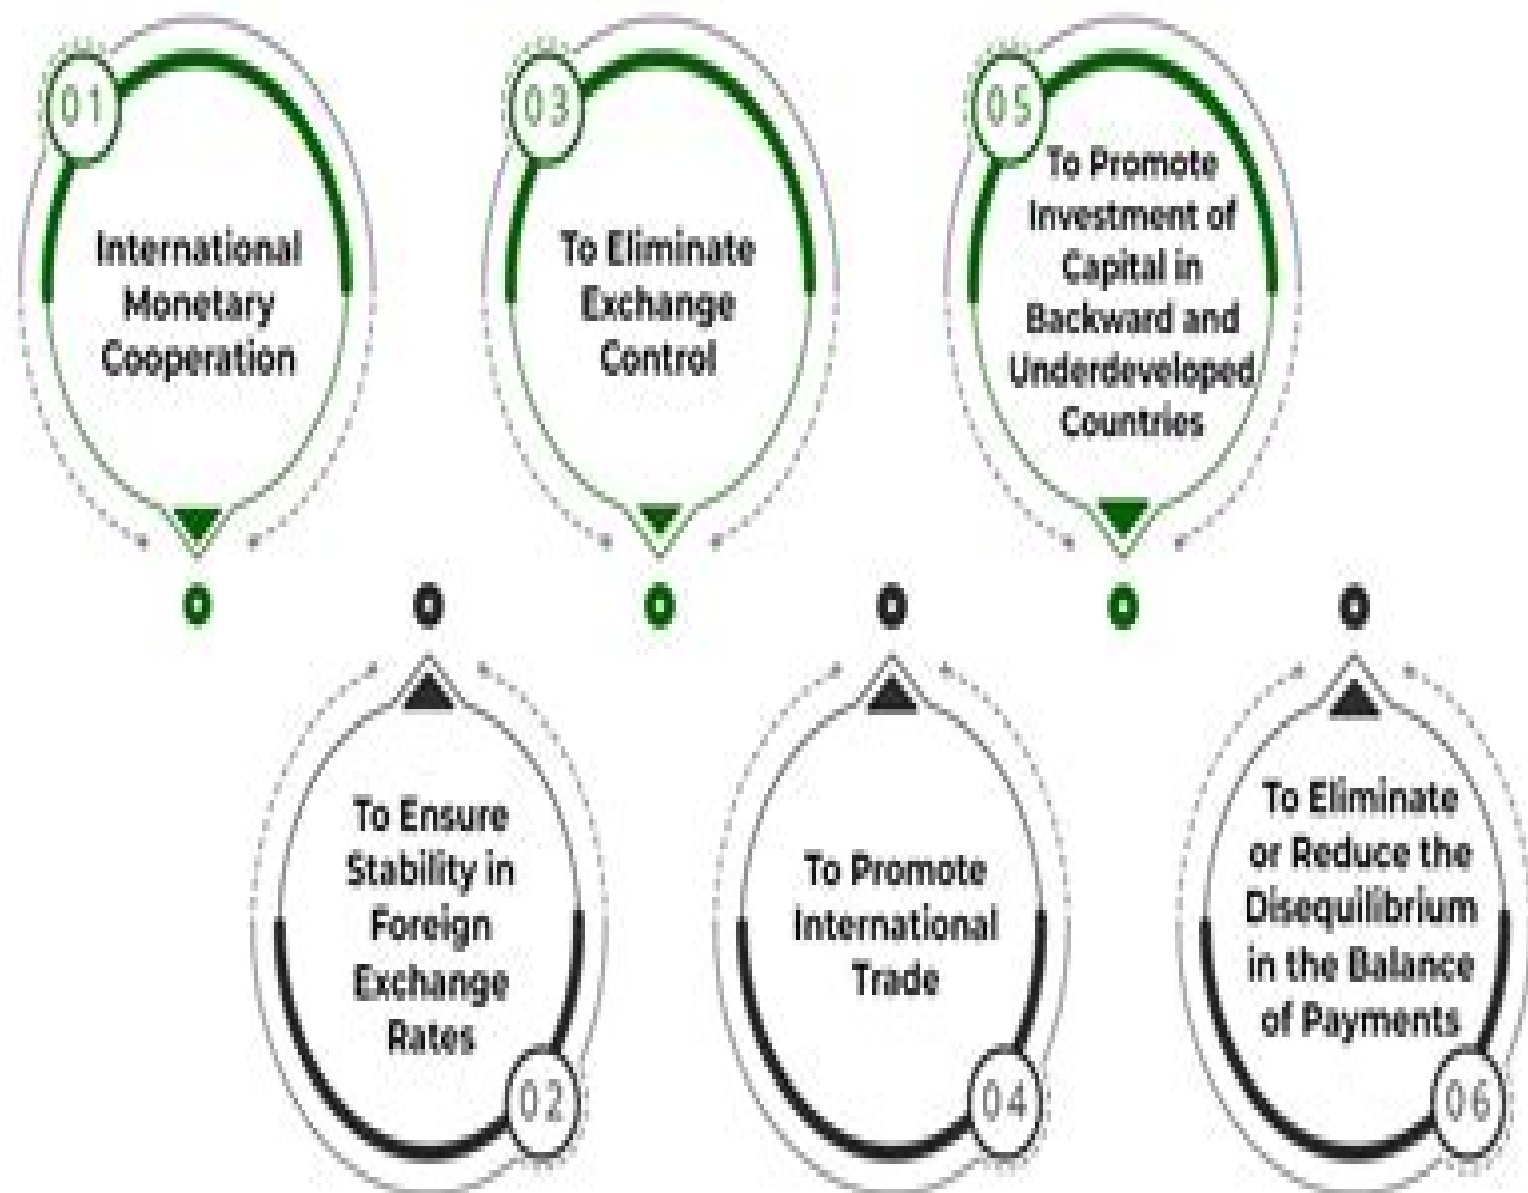 01
International
Monetary
Cooperation
02
To Ensure
Stability in
Foreign
Exchange
Rates
03
To Eliminate
Exchange
Control
04
To Promote
International
Trade
05
To Promote
Investment of
Capital in
Backward and
Underdeveloped
Countries
06
To Eliminate
or Reduce the
Disequilibrium
in the Balance
of Payments